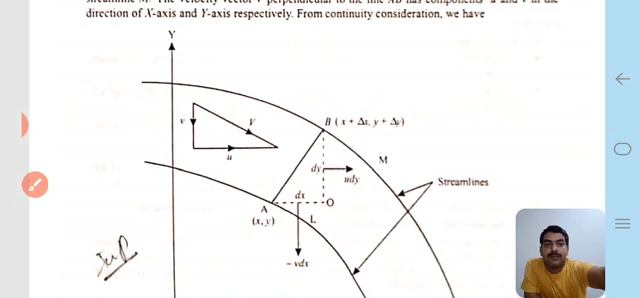 streamline M. The velocity vector V perpendicular to the line AB has components u and v in the
direction of X-axis and Y-axis respectively. From continuity consideration, we have
Y
v
V
u
B (x + Δx, y + Δy)
M
dy
udy
Streamlines
dx
O
A
L
(x, y)
– vdx